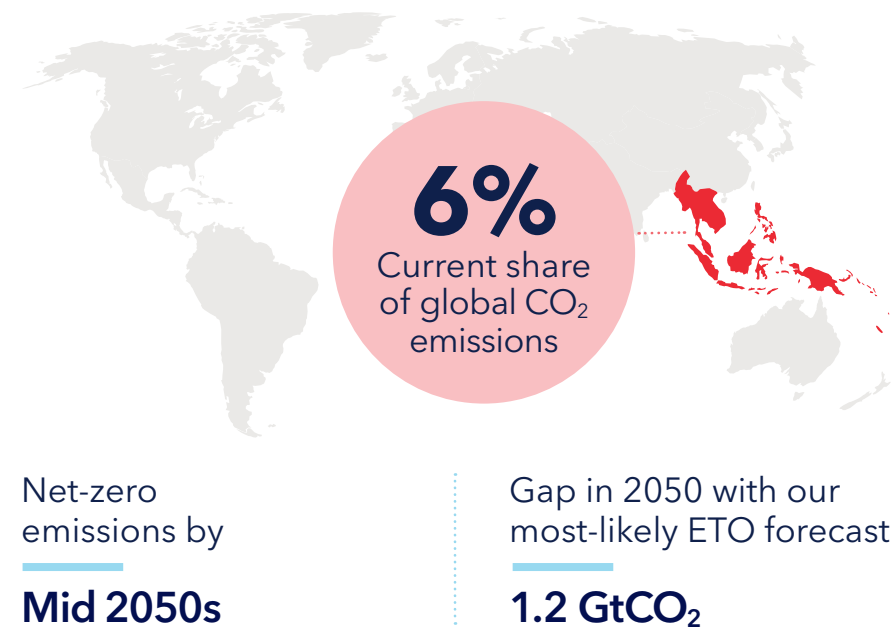 6%
Current share
of global CO₂
emissions
Net-zero
emissions by
Mid 2050s
Gap in 2050 with our
most-likely ETO forecast
1.2 GtCO₂